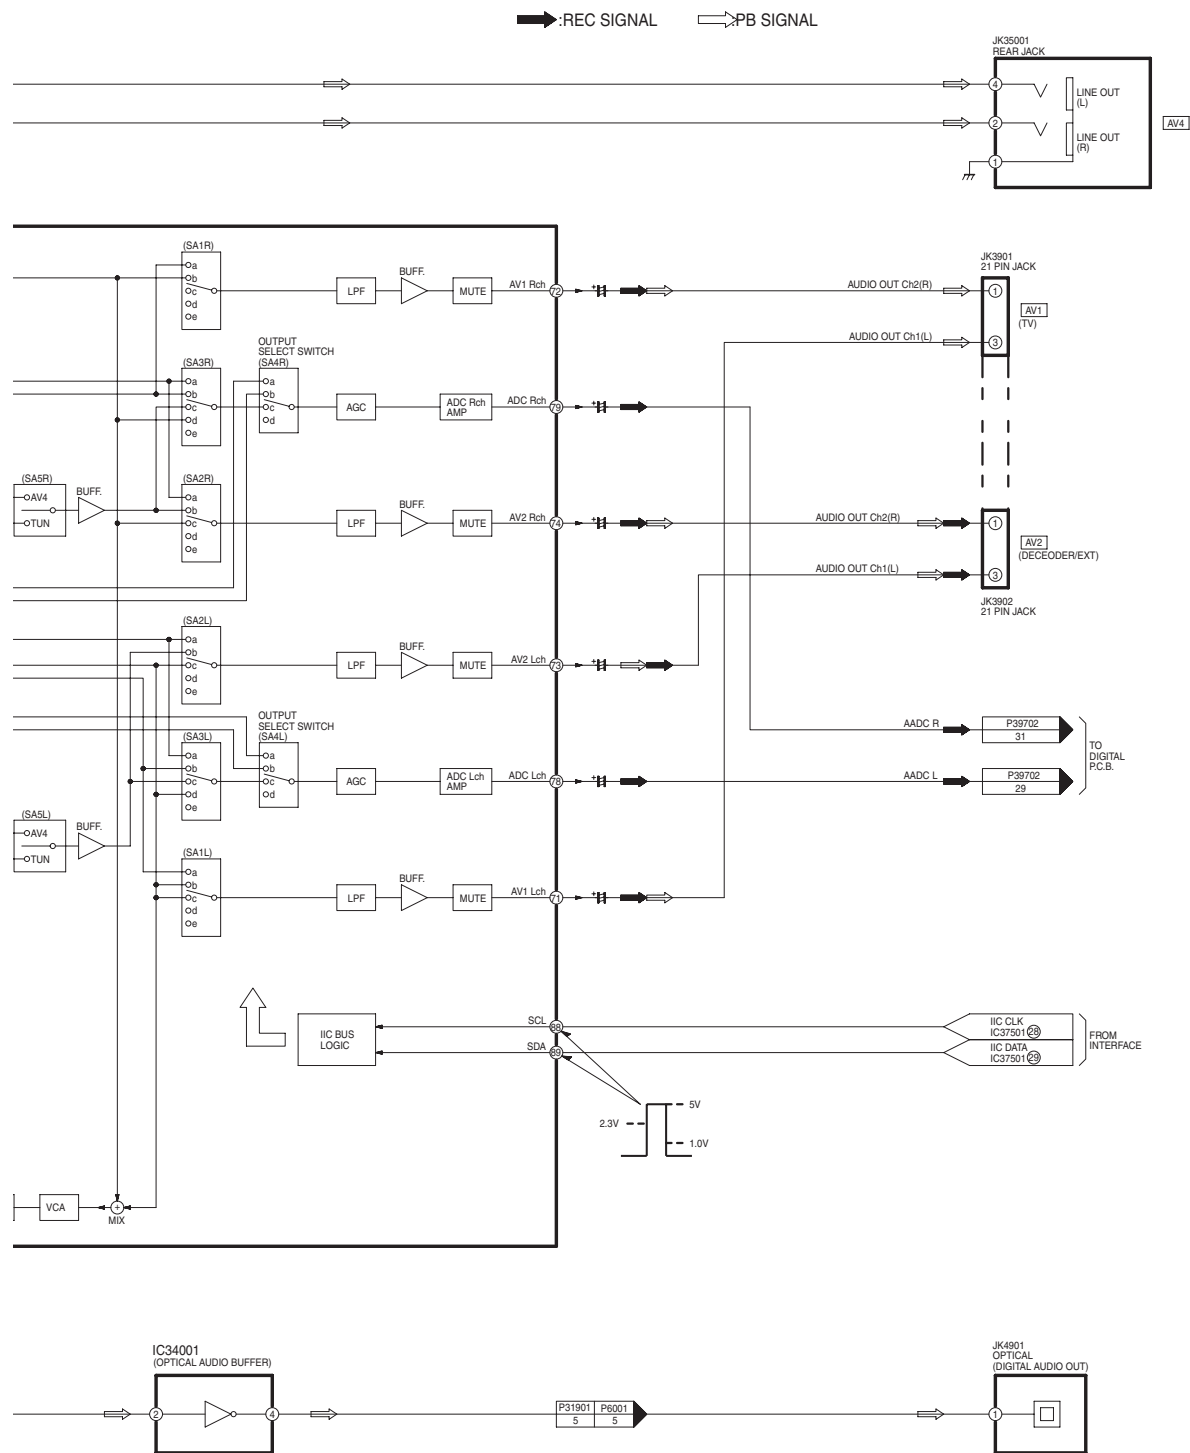 :REC SIGNAL
:PB SIGNAL
JK35001
REAR JACK
4
LINE OUT
(L)
2
LINE OUT
(R)
AV4
1
(SA1R)
a
b
c
d
e
LPF
BUFF.
MUTE
AV1 Rch
72
+
AUDIO OUT Ch2(R)
JK3901
21 PIN JACK
1
AV1
(TV)
AUDIO OUT Ch1(L)
3
(SA3R)
a
b
c
d
e
OUTPUT
SELECT SWITCH
(SA4R)
a
b
c
d
AGC
ADC Rch
AMP
ADC Rch
79
+
(SA5R)
AV4
TUN
BUFF.
(SA2R)
a
b
c
d
e
LPF
BUFF.
MUTE
AV2 Rch
74
+
AUDIO OUT Ch2(R)
1
AV2
(DECEODER/EXT)
AUDIO OUT Ch1(L)
3
JK3902
21 PIN JACK
(SA2L)
a
b
c
d
e
LPF
BUFF.
MUTE
AV2 Lch
73
+
OUTPUT
SELECT SWITCH
(SA4L)
a
b
c
d
(SA3L)
a
b
c
d
e
AGC
ADC Lch
AMP
ADC Lch
78
+
AADC R
P39702
31
AADC L
P39702
29
TO
DIGITAL
P.C.B.
(SA5L)
AV4
TUN
BUFF.
(SA1L)
a
b
c
d
e
LPF
BUFF.
MUTE
AV1 Lch
71
+
IIC BUS
LOGIC
SCL
88
SDA
89
IIC CLK
IC37501 28
IIC DATA
IC37501 29
FROM
INTERFACE
5V
2.3V
1.0V
VCA
+
MIX
IC34001
(OPTICAL AUDIO BUFFER)
2
4
P31901 P6001
5 5
JK4901
OPTICAL
(DIGITAL AUDIO OUT)
1